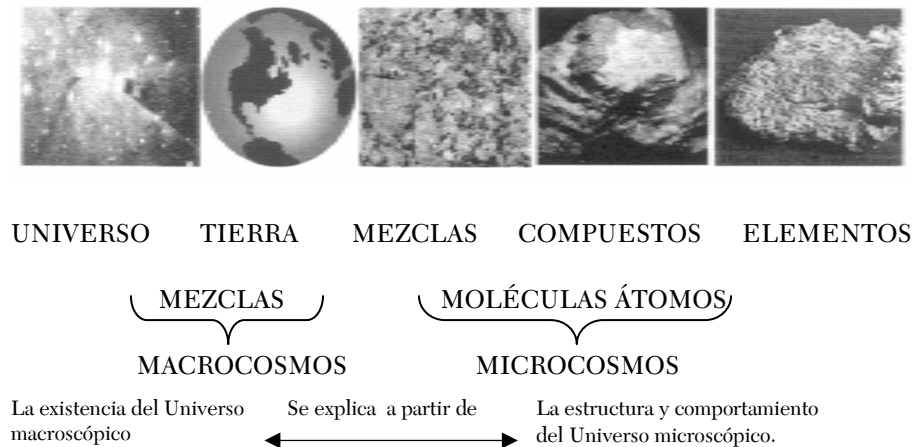 UNIVERSO TIERRA MEZCLAS COMPUESTOS ELEMENTOS
MEZCLAS MOLÉCULAS ÁTOMOS
MACROCOSMOS MICROCOSMOS
La existencia del Universo
macroscópico
Se explica a partir de
La estructura y comportamiento
del Universo microscópico.